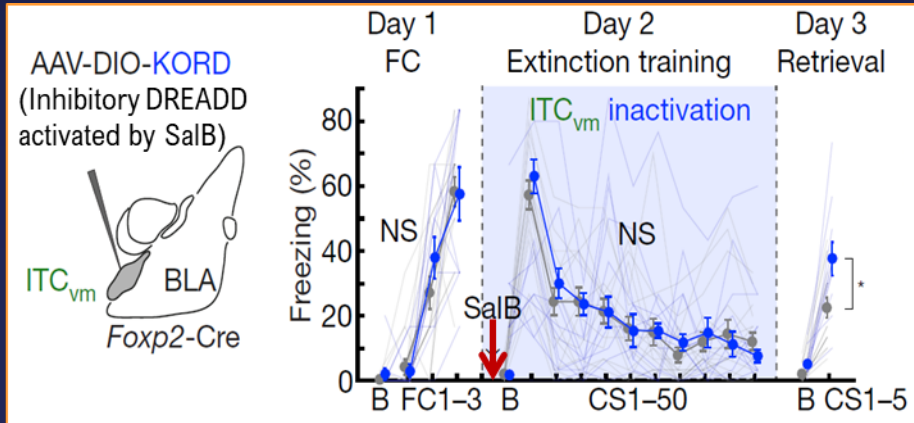 AAV-DIO-KORD
(Inhibitory DREADD
activated by SalB)
ITCvm
BLA
Foxp2-Cre
Day 1
FC
Day 2
Extinction training
Day 3
Retrieval
Freezing (%)
80
60
40
20
0
NS
SalB
ITCvm inactivation
NS
*
B FC1–3
B
CS1–50
B CS1–5